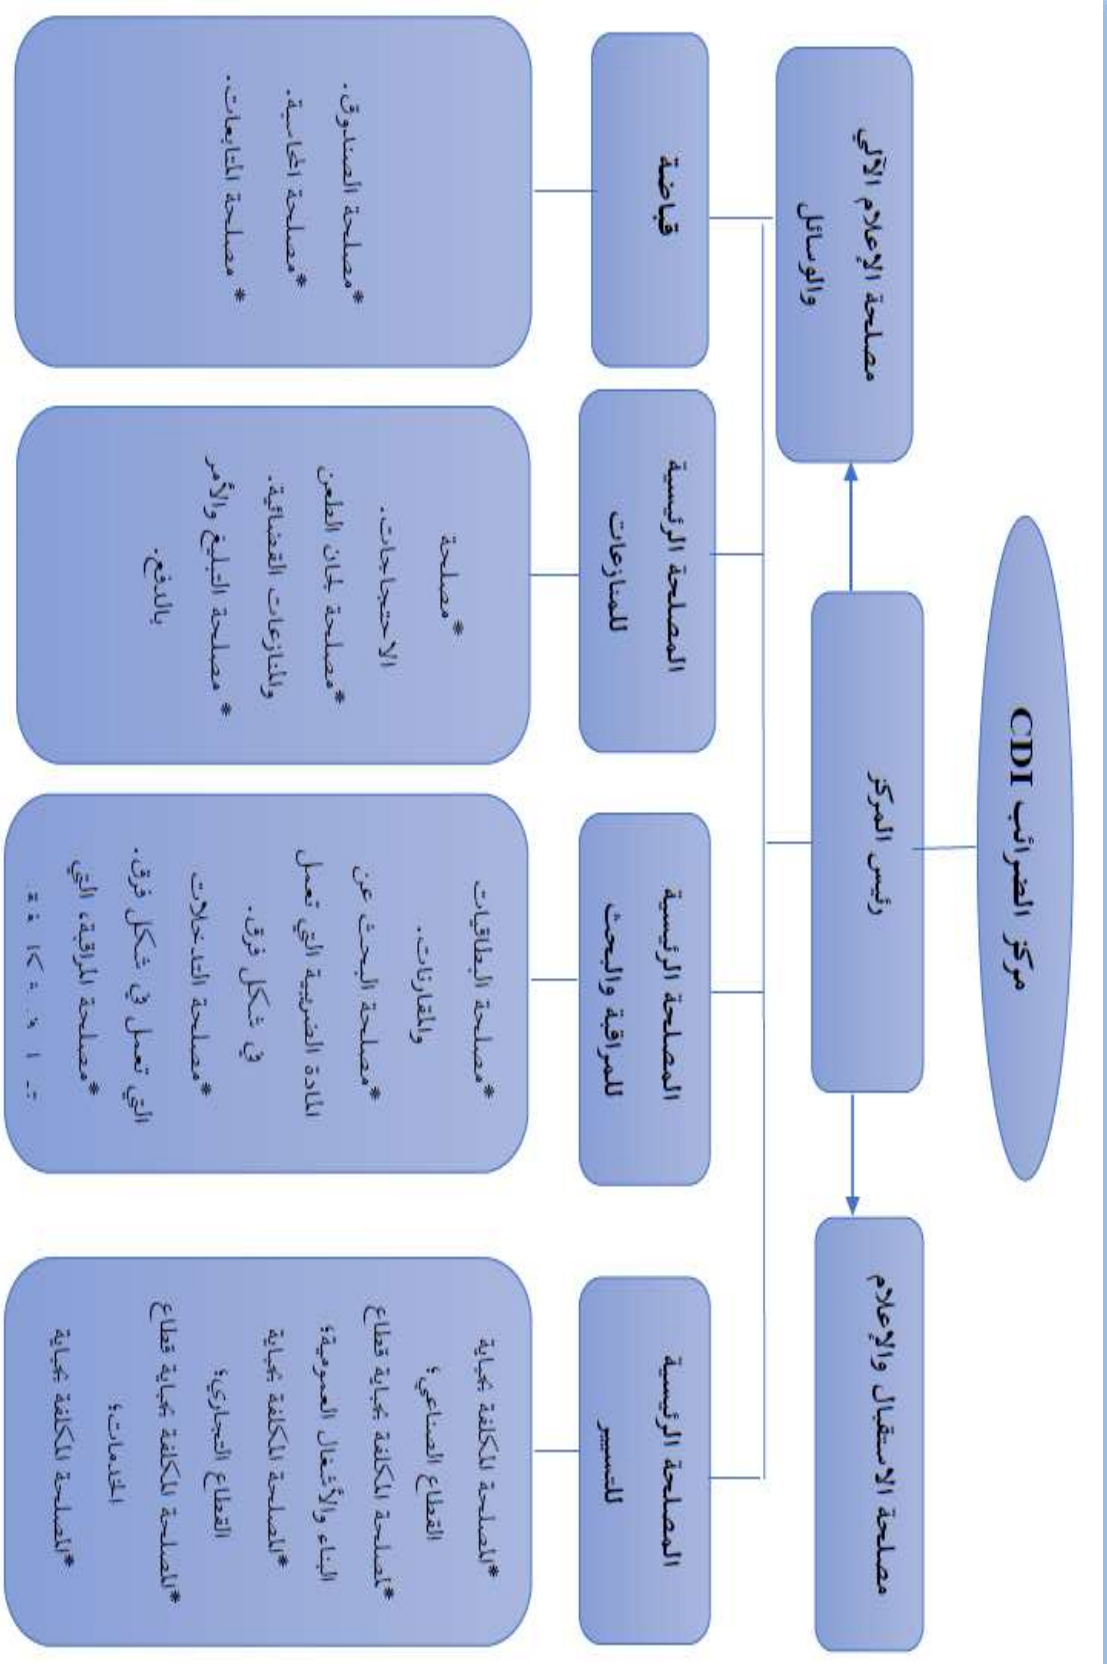 مركز الضرائب CDI
رئيس المركز
مصلحة الاستقبال والإعلام
مصلحة الإعلام الآلي
والوسائل
المصلحة الرئيسية
للتسيير
المصلحة الرئيسية
للمراقبة والبحث
المصلحة الرئيسية
للمنازعات
قباضة
*المصلحة المكلفة بجباية
القطاع الصناعي؛
*لمصلحة المكلفة بجباية قطاع
البناء والأشغال العمومية؛
*المصلحة المكلفة بجباية
القطاع التجاري؛
*المصلحة المكلفة بجباية قطاع
الخدمات؛
*المصلحة المكلفة بجباية
*مصلحة البطاقيات
والمقارنات.
*مصلحة البحث عن
المادة الضريبية التي تعمل
في شكل فرق.
*مصلحة التدخلات
التي تعمل في شكل فرق.
*مصلحة المراقبة، التي
*مصلحة
الاحتجاجات.
*مصلحة لجان الطعن
والمنازعات القضائية.
* مصلحة التبليغ والأمر
بالدفع.
*مصلحة الصندوق.
*مصلحة المحاسبة.
* مصلحة المتابعات.